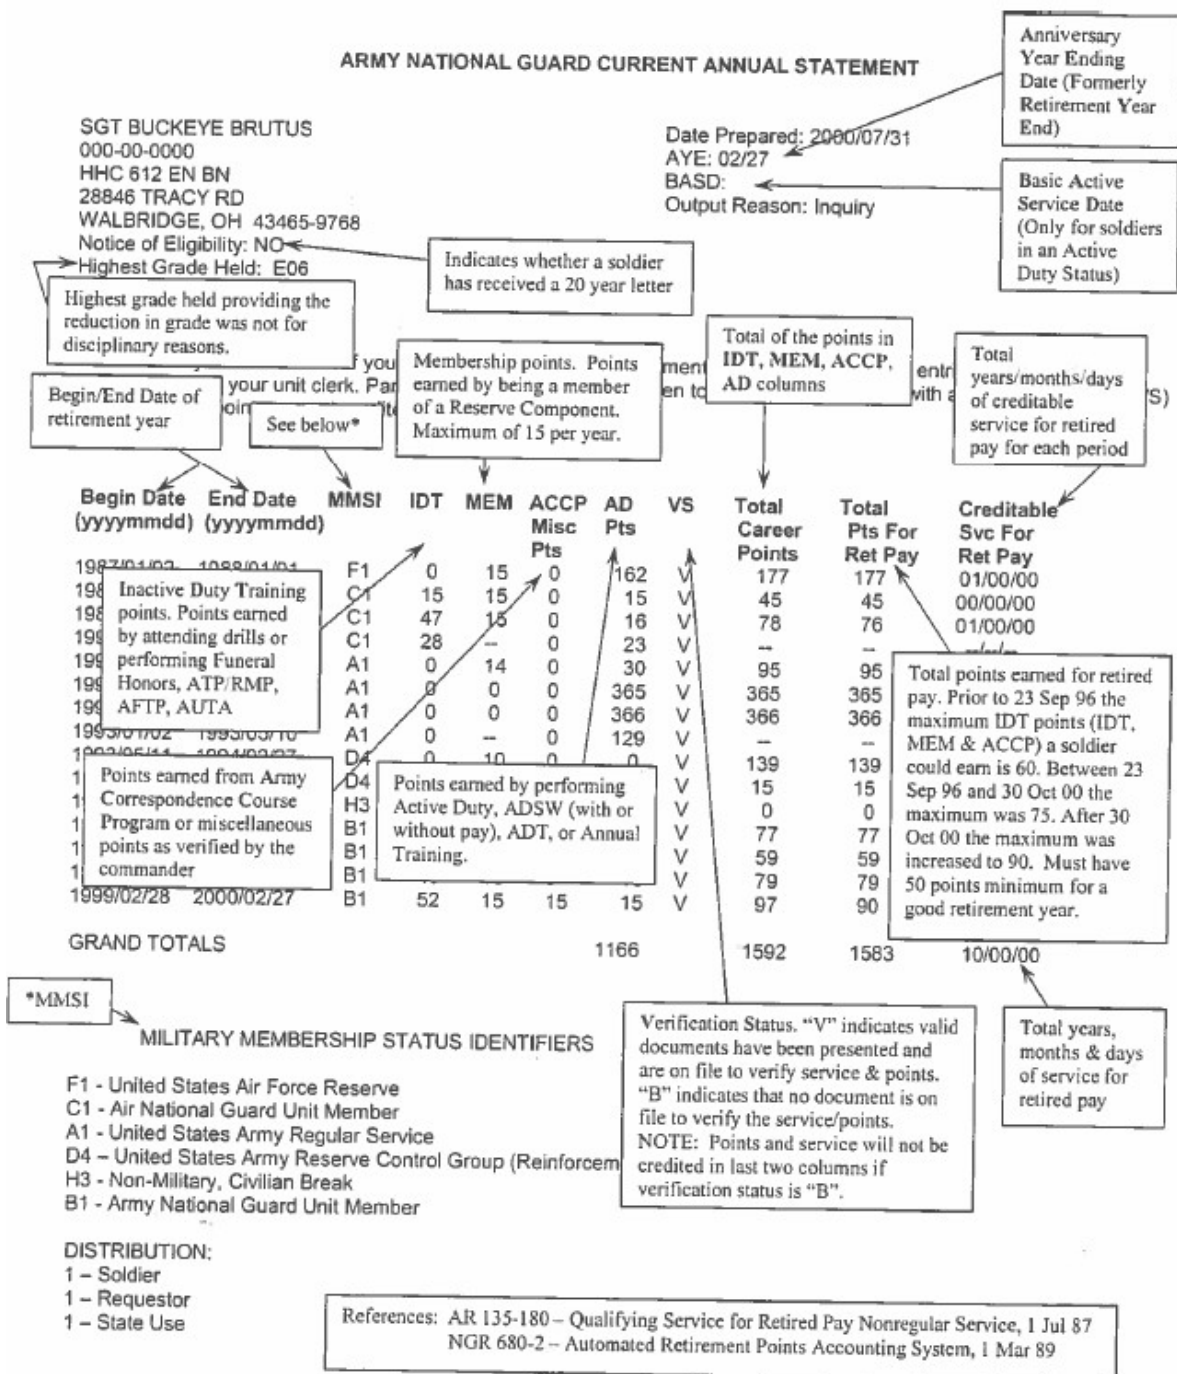 ARMY NATIONAL GUARD CURRENT ANNUAL STATEMENT
Anniversary
Year Ending
Date (Formerly
Retirement Year
End)
SGT BUCKEYE BRUTUS
000-00-0000
HHC 612 EN BN
28846 TRACY RD
WALBRIDGE, OH 43465-9768
Notice of Eligibility: NO
Highest Grade Held: E06
Date Prepared: 2000/07/31
AYE: 02/27
BASD:
Output Reason: Inquiry
Basic Active
Service Date
(Only for soldiers
in an Active
Duty Status)
Indicates whether a soldier
has received a 20 year letter
Highest grade held providing the
reduction in grade was not for
disciplinary reasons.
Begin/End Date of
retirement year
See below*
Membership points. Points
earned by being a member
of a Reserve Component.
Maximum of 15 per year.
Total of the points in
IDT, MEM, ACCP,
AD columns
Total
years/months/days
of creditable
service for retired
pay for each period
your unit clerk.
Begin Date End Date MMSI IDT MEM ACCP AD VS Total Total Creditable
(yyyymmdd) (yyyymmdd) Misc Pts Career Pts For Svc For
Pts Points Ret Pay Ret Pay
F1 0 15 0 162 V 177 177 01/00/00
C1 15 15 0 15 V 45 45 00/00/00
C1 47 15 0 16 V 78 76 01/00/00
C1 28 -- 0 23 V -- --
A1 0 14 0 30 V 95 95
A1 0 0 0 365 V 365 365
A1 0 0 0 366 V 366 366
A1 0 -- 0 129 V -- --
D4 0 10 0 0 V 139 139
D4 V 15 15
H3 V 0 0
B1 V 77 77
B1 V 59 59
B1 V 79 79
1999/02/28 2000/02/27 B1 52 15 15 15 V 97 90
GRAND TOTALS 1166 1592 1583 10/00/00
Inactive Duty Training
points. Points earned
by attending drills or
performing Funeral
Honors, ATP/RMP,
AFTP, AUTA
Points earned from Army
Correspondence Course
Program or miscellaneous
points as verified by the
commander
Points earned by performing
Active Duty, ADSW (with or
without pay), ADT, or Annual
Training.
Total points earned for retired
pay. Prior to 23 Sep 96 the
maximum IDT points (IDT,
MEM & ACCP) a soldier
could earn is 60. Between 23
Sep 96 and 30 Oct 00 the
maximum was 75. After 30
Oct 00 the maximum was
increased to 90. Must have
50 points minimum for a
good retirement year.
*MMSI
MILITARY MEMBERSHIP STATUS IDENTIFIERS
F1 - United States Air Force Reserve
C1 - Air National Guard Unit Member
A1 - United States Army Regular Service
D4 – United States Army Reserve Control Group (Reinforcem
H3 - Non-Military, Civilian Break
B1 - Army National Guard Unit Member
Verification Status. “V” indicates valid
documents have been presented and
are on file to verify service & points.
“B” indicates that no document is on
file to verify the service/points.
NOTE: Points and service will not be
credited in last two columns if
verification status is “B”.
Total years,
months & days
of service for
retired pay
DISTRIBUTION:
1 – Soldier
1 – Requestor
1 – State Use
References: AR 135-180 – Qualifying Service for Retired Pay Nonregular Service, 1 Jul 87
NGR 680-2 – Automated Retirement Points Accounting System, 1 Mar 89